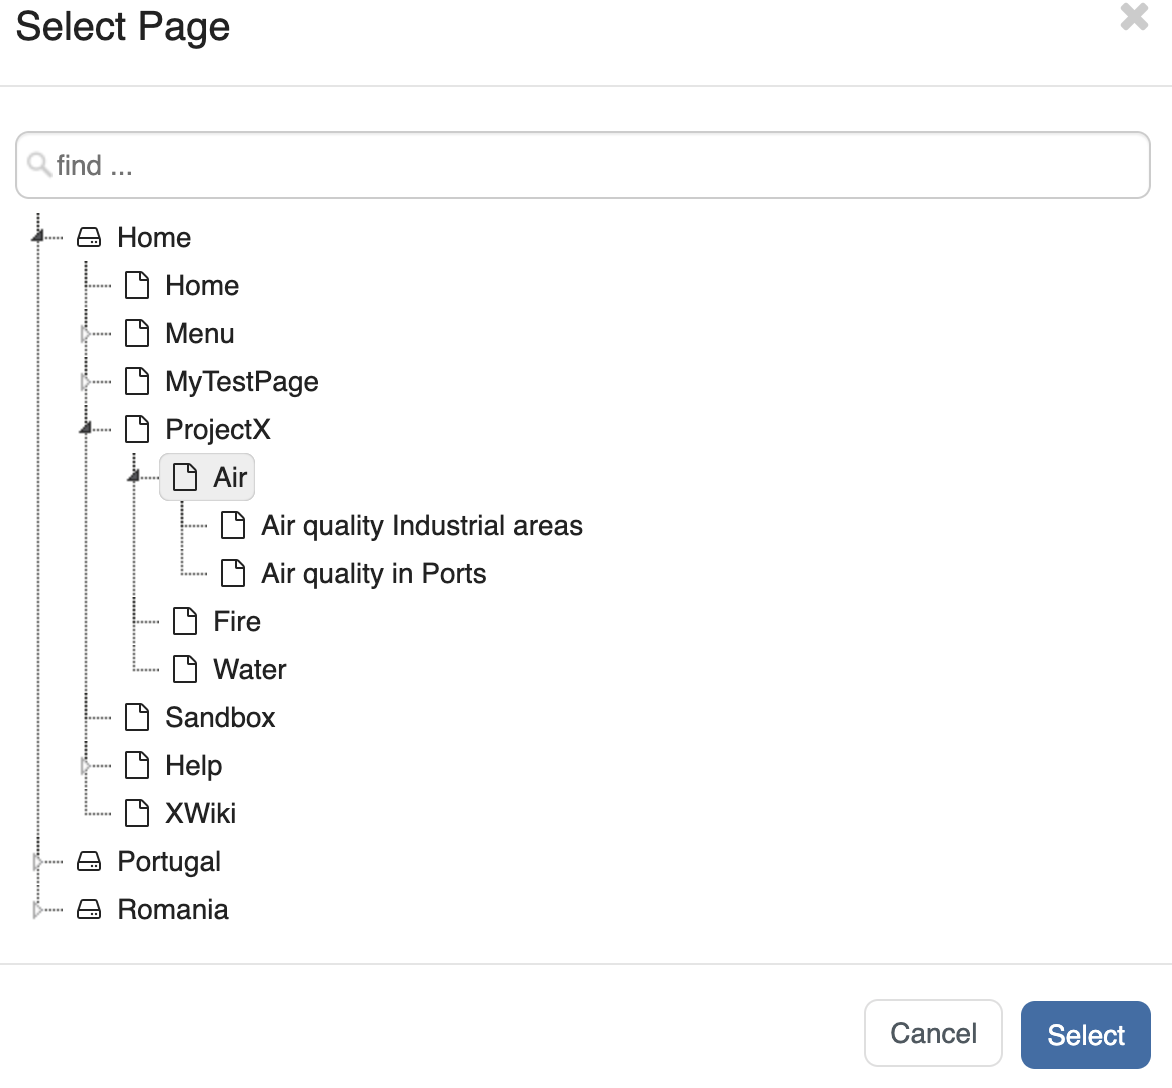 Select Page
find ...
Home
Home
Menu
MyTestPage
ProjectX
Air
Air quality Industrial areas
Air quality in Ports
Fire
Water
Sandbox
Help
XWiki
Portugal
Romania
Cancel
Select